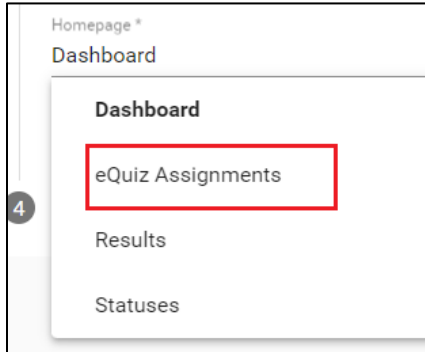 Homepage *
Dashboard
Dashboard
eQuiz Assignments
4
Results
Statuses